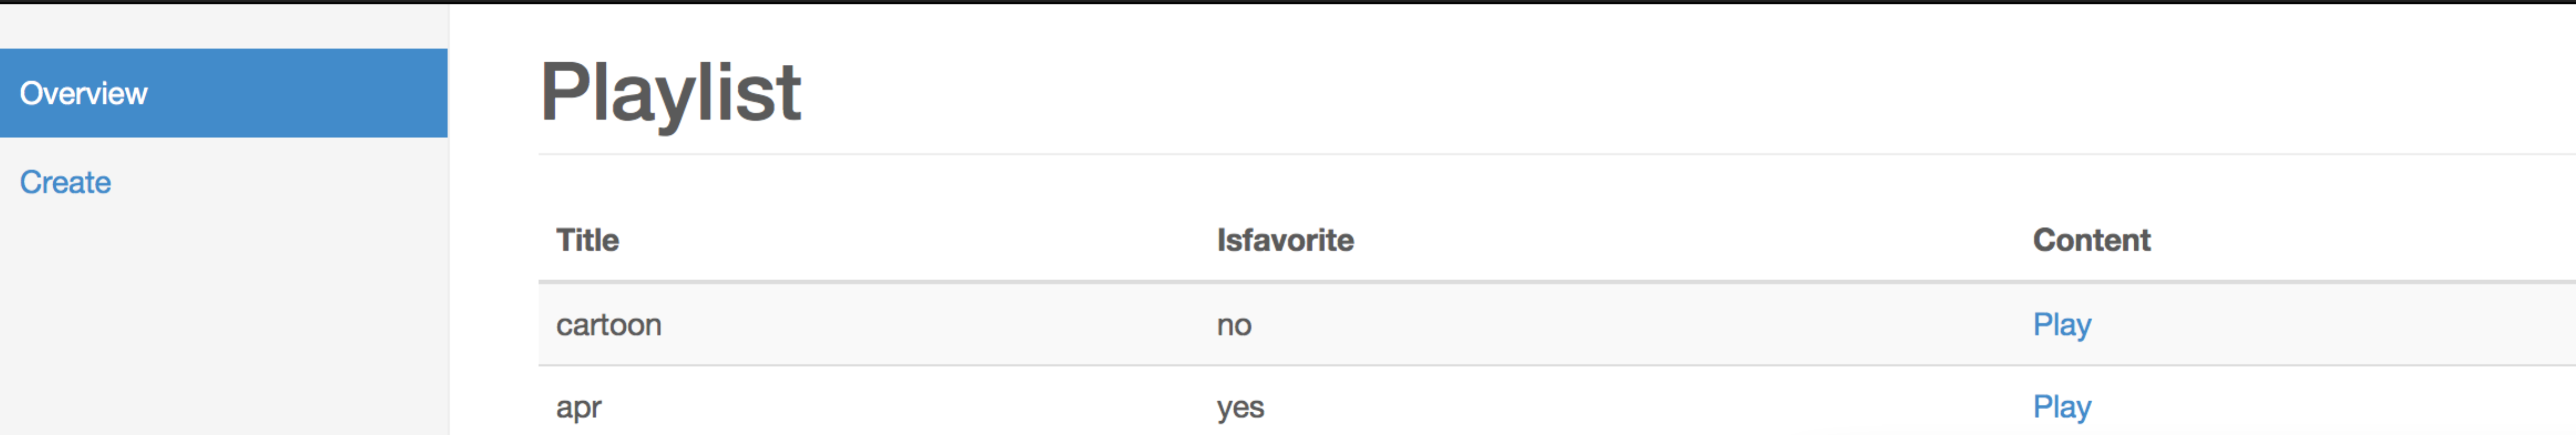 Overview
Create
Playlist
Title Isfavorite Content
cartoon no Play
apr yes Play